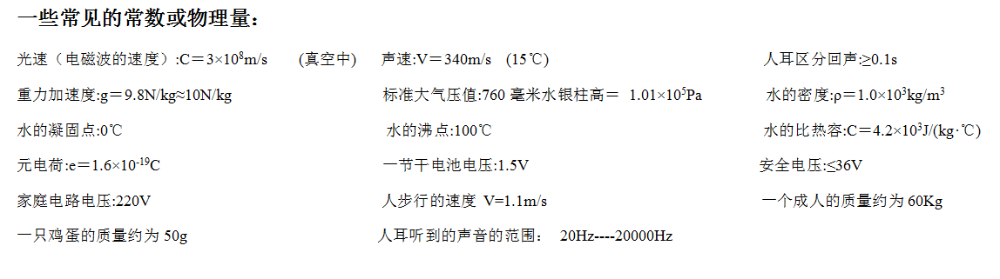 一些常见的常数或物理量：
光速（电磁波的速度）:C＝3×10⁸m/s (真空中) 声速:V＝340m/s (15℃) 人耳区分回声:≥0.1s
重力加速度:g＝9.8N/kg≈10N/kg 标准大气压值:760 毫米水银柱高＝ 1.01×10⁵Pa 水的密度:ρ＝1.0×10³kg/m³
水的凝固点:0℃ 水的沸点:100℃ 水的比热容:C＝4.2×10³J/(kg·℃)
元电荷:e＝1.6×10⁻¹⁹C 一节干电池电压:1.5V 安全电压:≤36V
家庭电路电压:220V 人步行的速度 V=1.1m/s 一个成人的质量约为 60Kg
一只鸡蛋的质量约为 50g 人耳听到的声音的范围： 20Hz----20000Hz